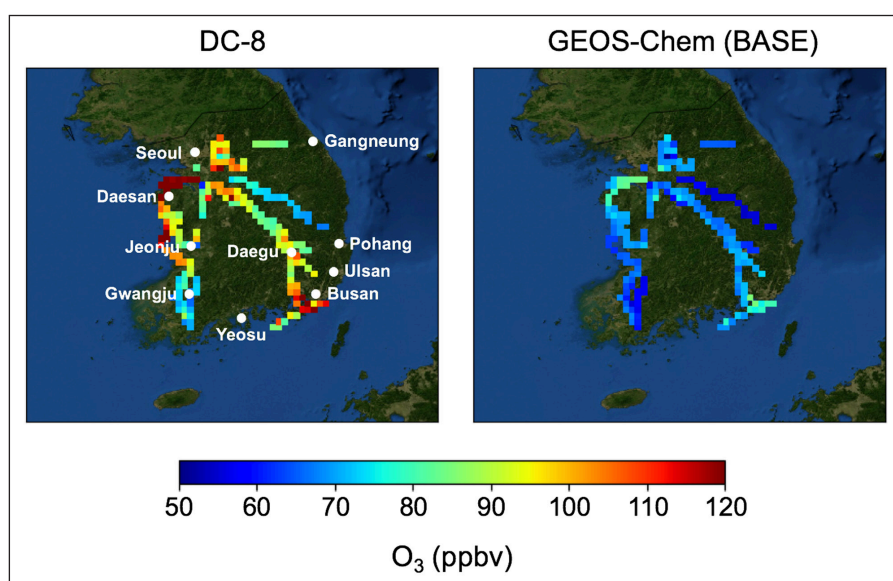 DC-8
GEOS-Chem (BASE)
Gangneung
Seoul
Daesan
Jeonju
Daegu
Pohang
Ulsan
Gwangju
Busan
Yeosu
50 60 70 80 90 100 110 120
O₃ (ppbv)